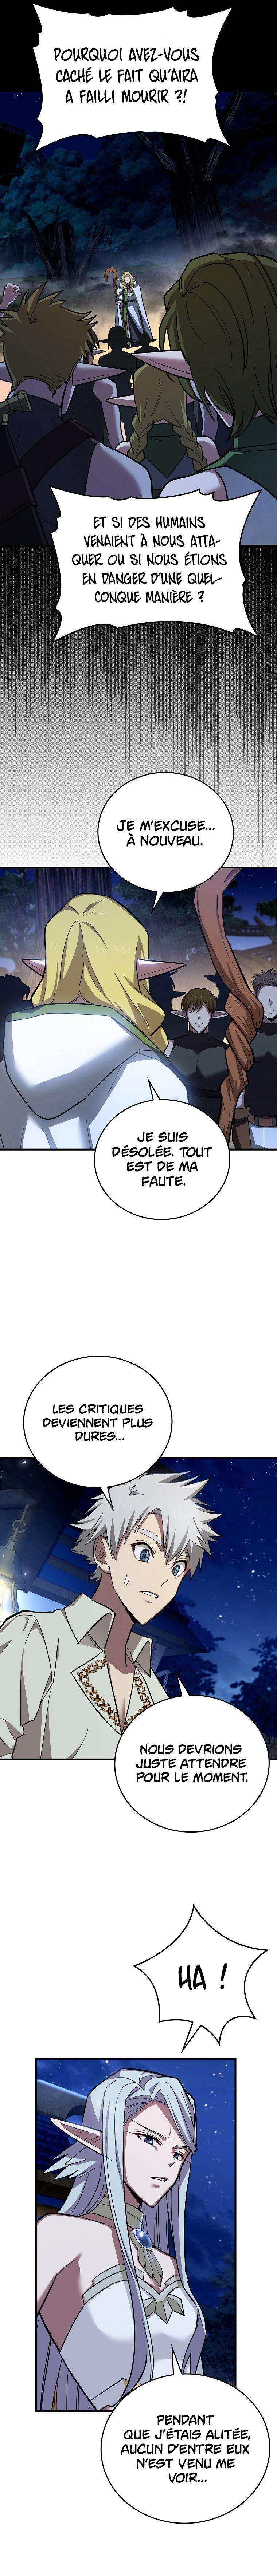 POURQUOI AVEZ-VOUS
CACHÉ LE FAIT QU'AIRA
A FAILLI MOURIR ?!
ET SI DES HUMAINS
VENAIENT À NOUS ATTA-
QUER OU SI NOUS ÉTIONS
EN DANGER D'UNE QUEL-
CONQUE MANIÈRE ?
JE M'EXCUSE...
À NOUVEAU.
JE SUIS
DÉSOLÉE. TOUT
EST DE MA
FAUTE.
LES CRITIQUES
DEVIENNENT PLUS
DURES...
NOUS DEVRIONS
JUSTE ATTENDRE
POUR LE MOMENT.
HA !
PENDANT
QUE J'ÉTAIS ALITÉE,
AUCUN D'ENTRE EUX
N'EST VENU ME
VOIR...